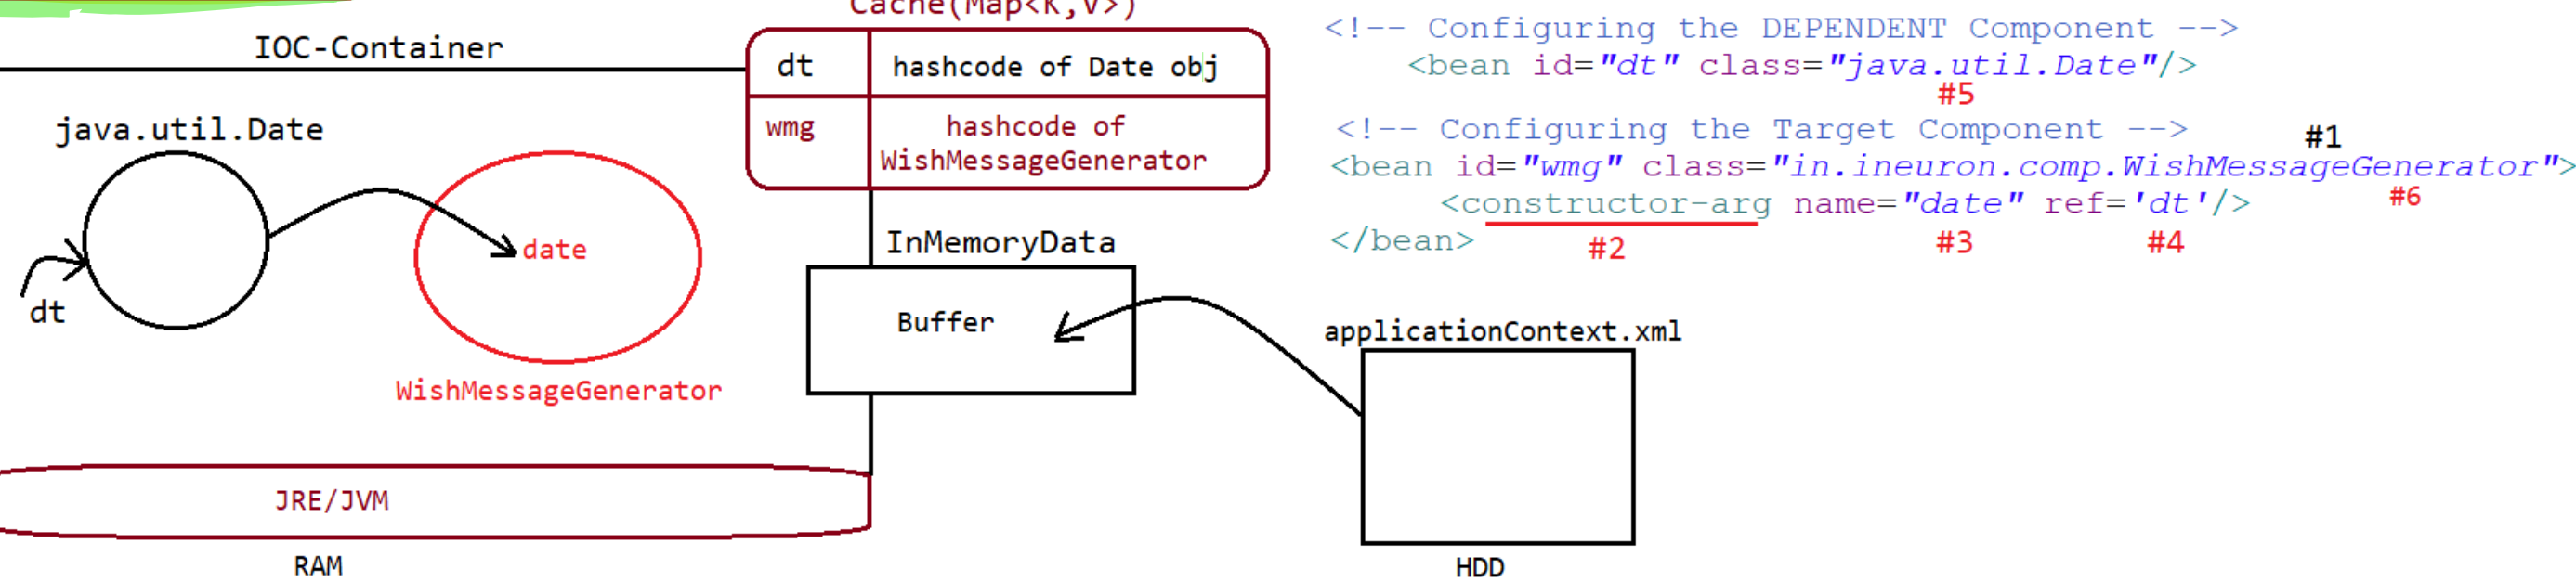 Cache(Map<K,V>)
IOC-Container
dt
hashcode of Date obj
wmg
hashcode of
WishMessageGenerator
java.util.Date
date
dt
WishMessageGenerator
InMemoryData
Buffer
JRE/JVM
RAM
<!-- Configuring the DEPENDENT Component -->
<bean id="dt" class="java.util.Date"/>
#5
<!-- Configuring the Target Component -->
#1
<bean id="wmg" class="in.ineuron.comp.WishMessageGenerator">
#6
<constructor-arg name="date" ref='dt'/>
</bean>
#2
#3
#4
applicationContext.xml
HDD